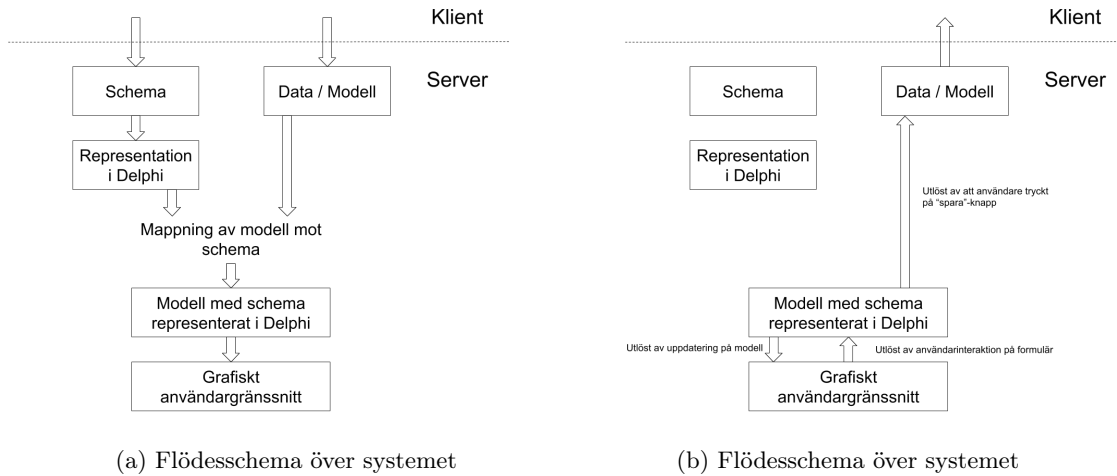 Klient
Server
Schema
Data / Modell
Representation
i Delphi
Mappning av modell mot
schema
Modell med schema
representerat i Delphi
Grafiskt
användargränssnitt
(a) Flödesschema över systemet
Klient
Server
Schema
Data / Modell
Representation
i Delphi
Utlöst av att användare tryckt
på "spara"-knapp
Modell med schema
representerat i Delphi
Utlöst av uppdatering på modell
Utlöst av användarinteraktion på formulär
Grafiskt
användargränssnitt
(b) Flödesschema över systemet